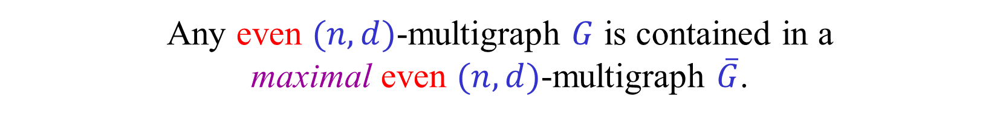 Any even (n, d)-multigraph G is contained in a
maximal even (n, d)-multigraph Ḡ.